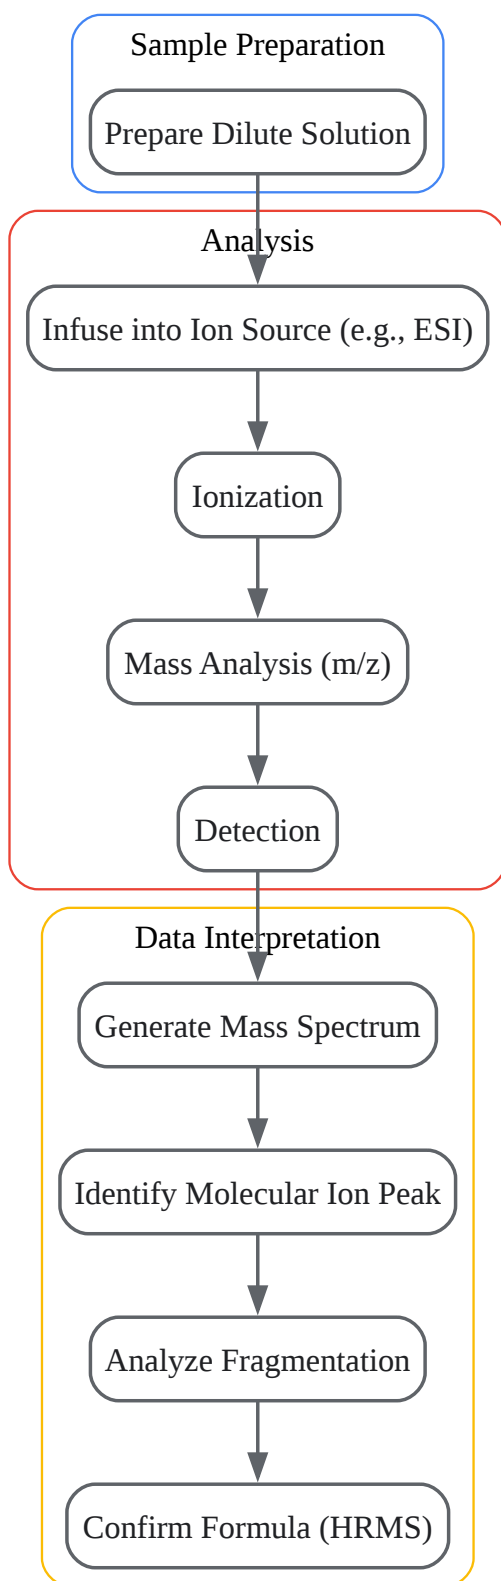 Sample Preparation
Prepare Dilute Solution
Analysis
Infuse into Ion Source (e.g., ESI)
Ionization
Mass Analysis (m/z)
Detection
Data Interpretation
Generate Mass Spectrum
Identify Molecular Ion Peak
Analyze Fragmentation
Confirm Formula (HRMS)